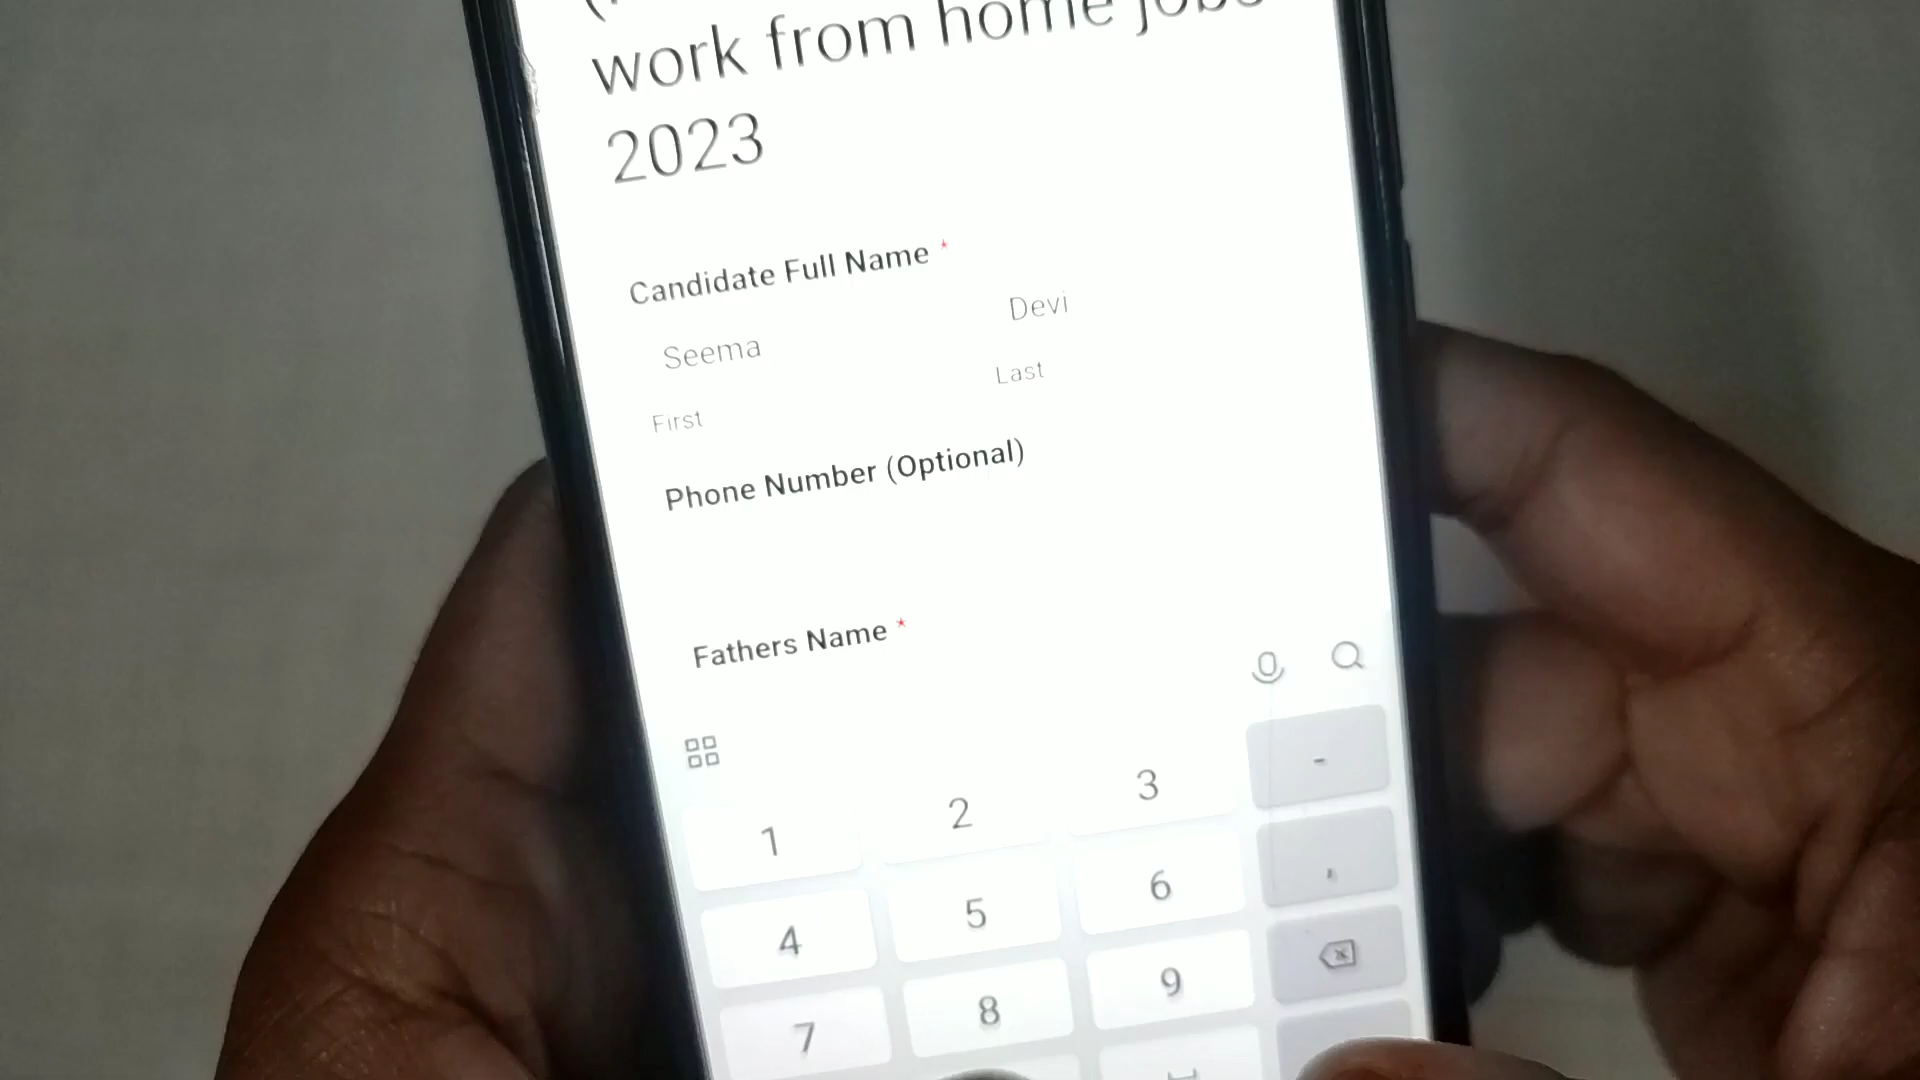 work from home jobs
2023
Candidate Full Name *
Seema Devi
First Last
Phone Number (Optional)
Fathers Name *
1 2 3 -
4 5 6 ,
7 8 9